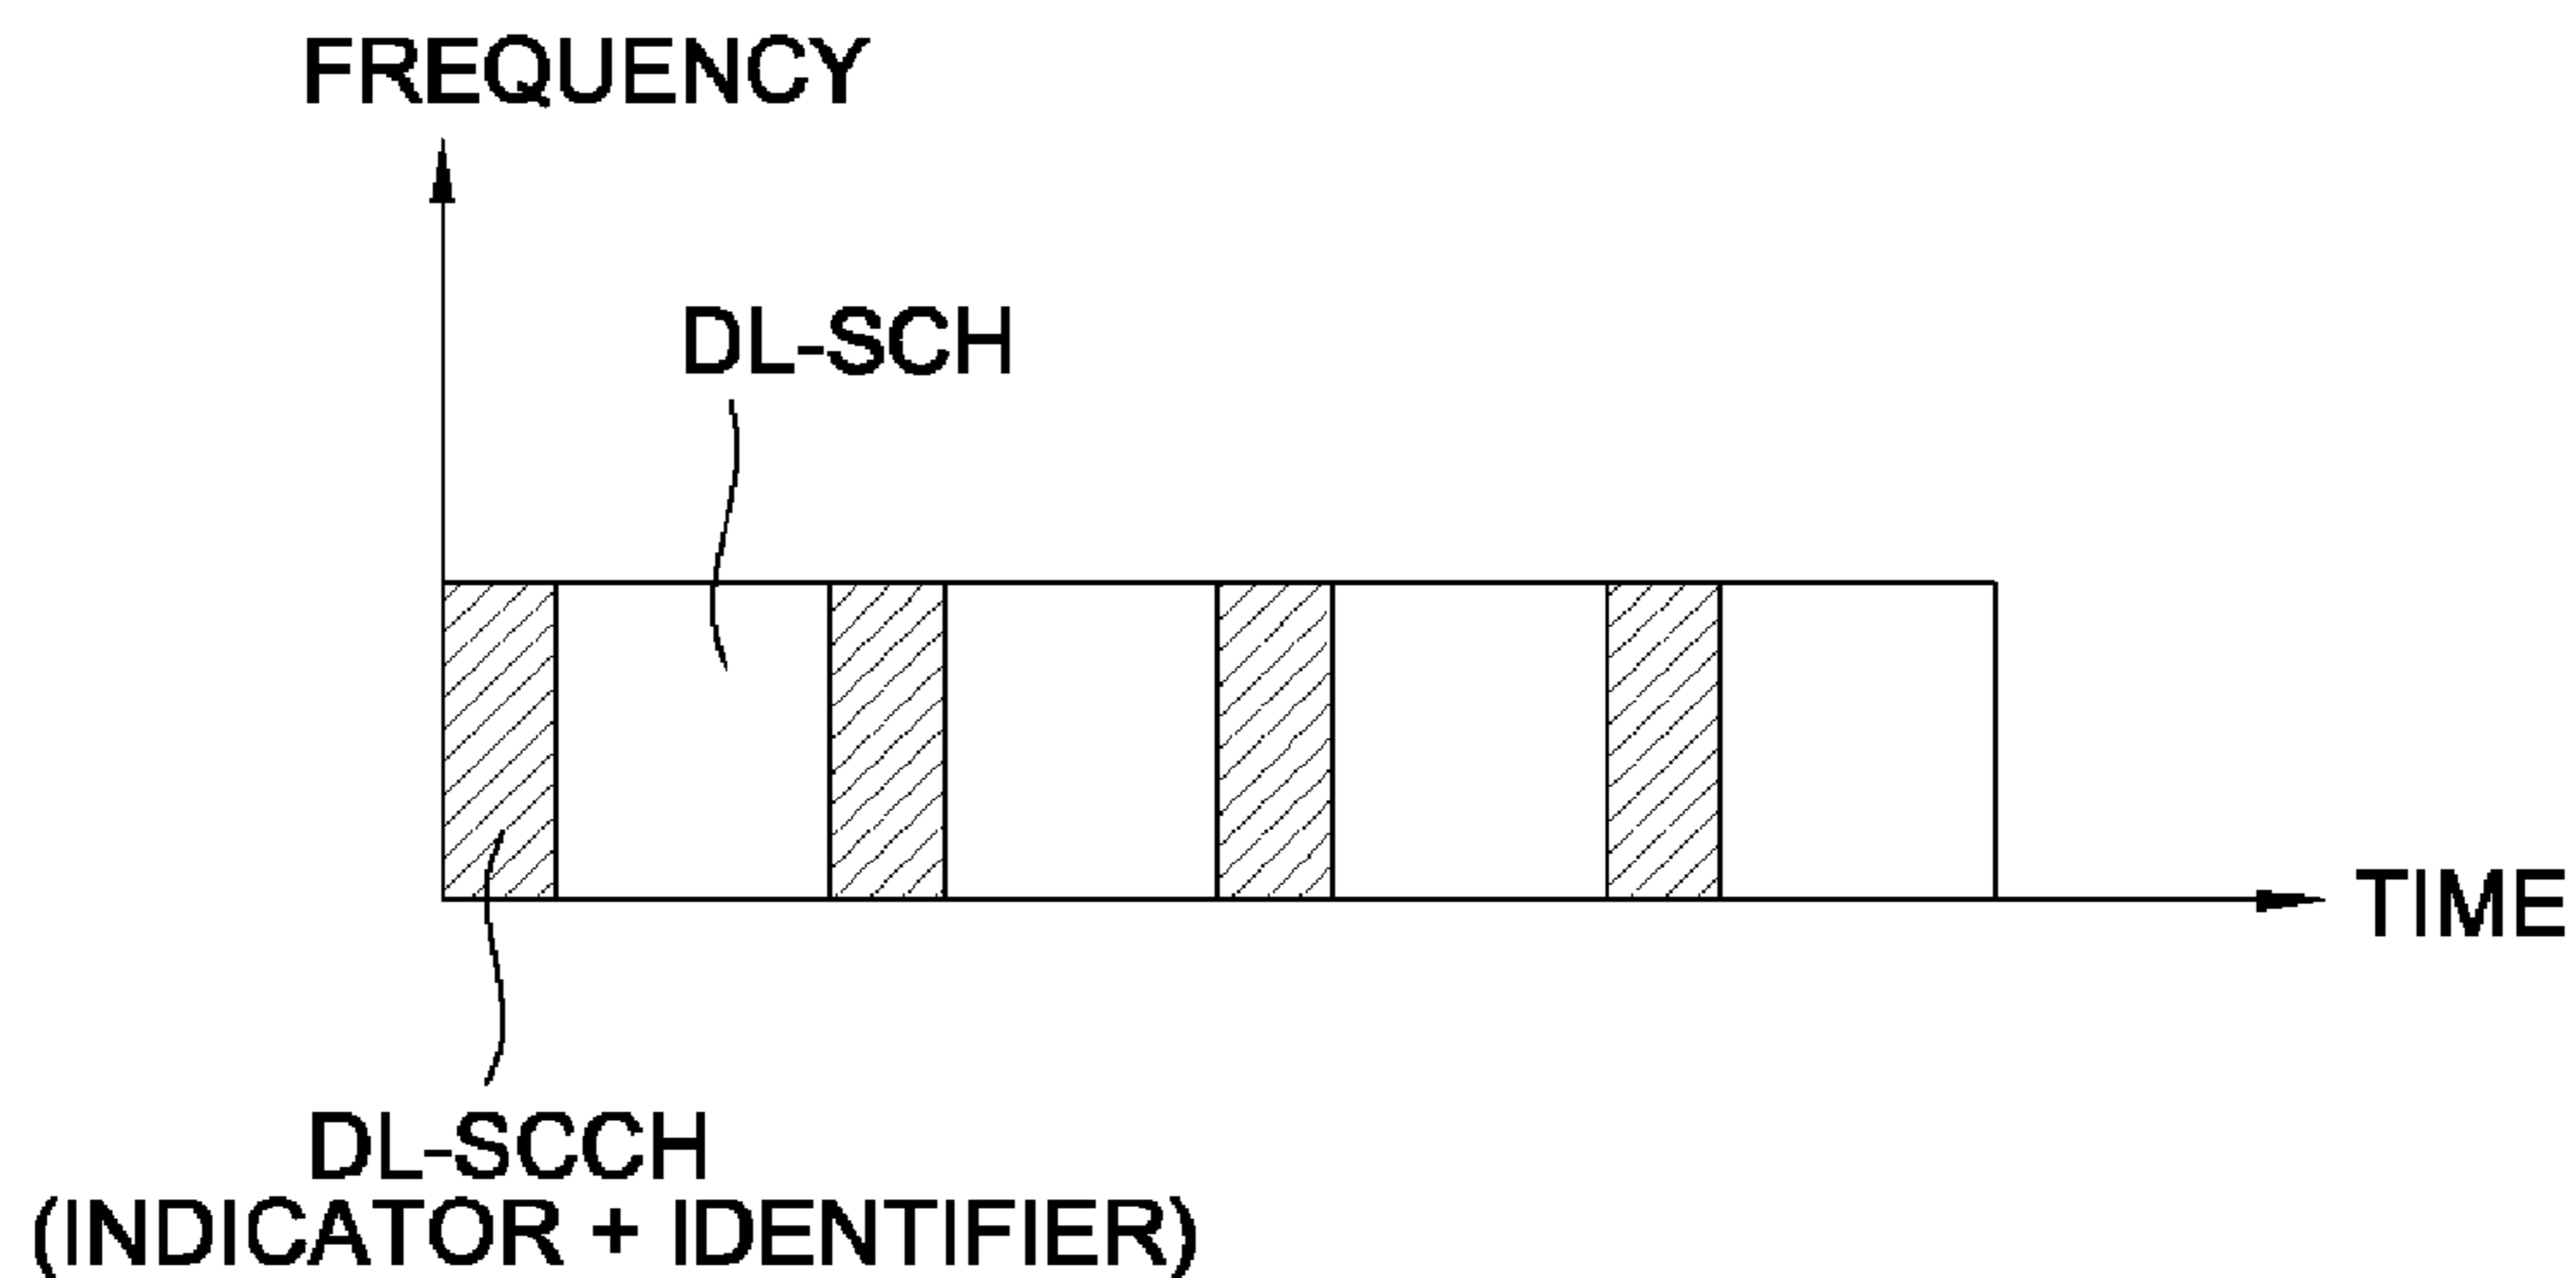 FREQUENCY
DL-SCH
TIME
DL-SCCH
(INDICATOR + IDENTIFIER)